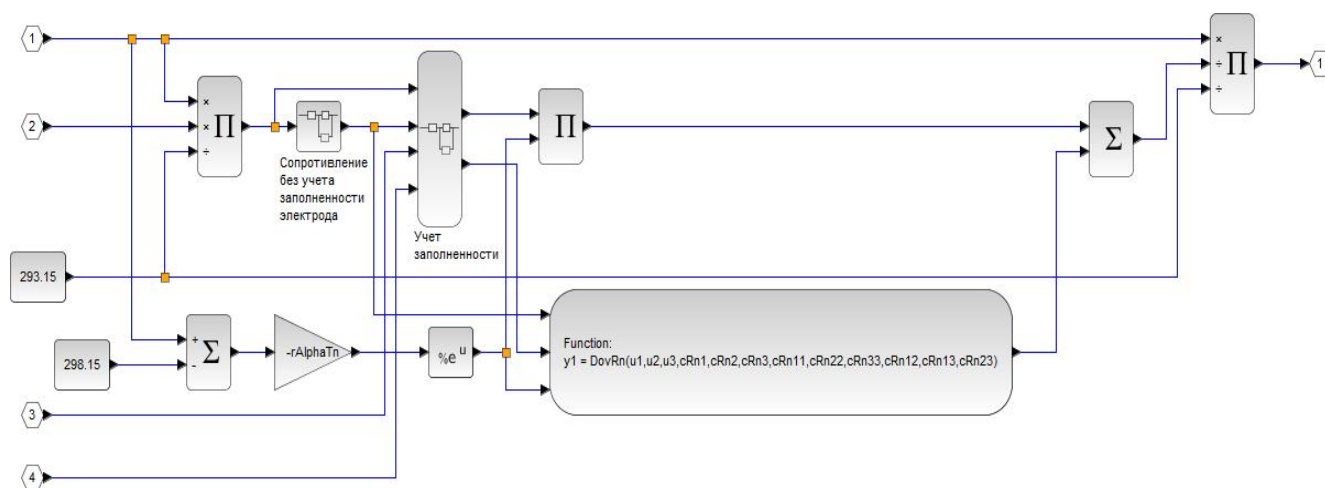 1
×
÷
÷
∏
1
×
×
÷
∏
2
∏
Σ
Сопротивление
без учета
заполненности
электрода
Учет
заполненности
293.15
298.15
+
-
Σ
-rAlphaTn
%e u
Function:
y1 = DovRn(u1,u2,u3,cRn1,cRn2,cRn3,cRn11,cRn22,cRn33,cRn12,cRn13,cRn23)
3
4